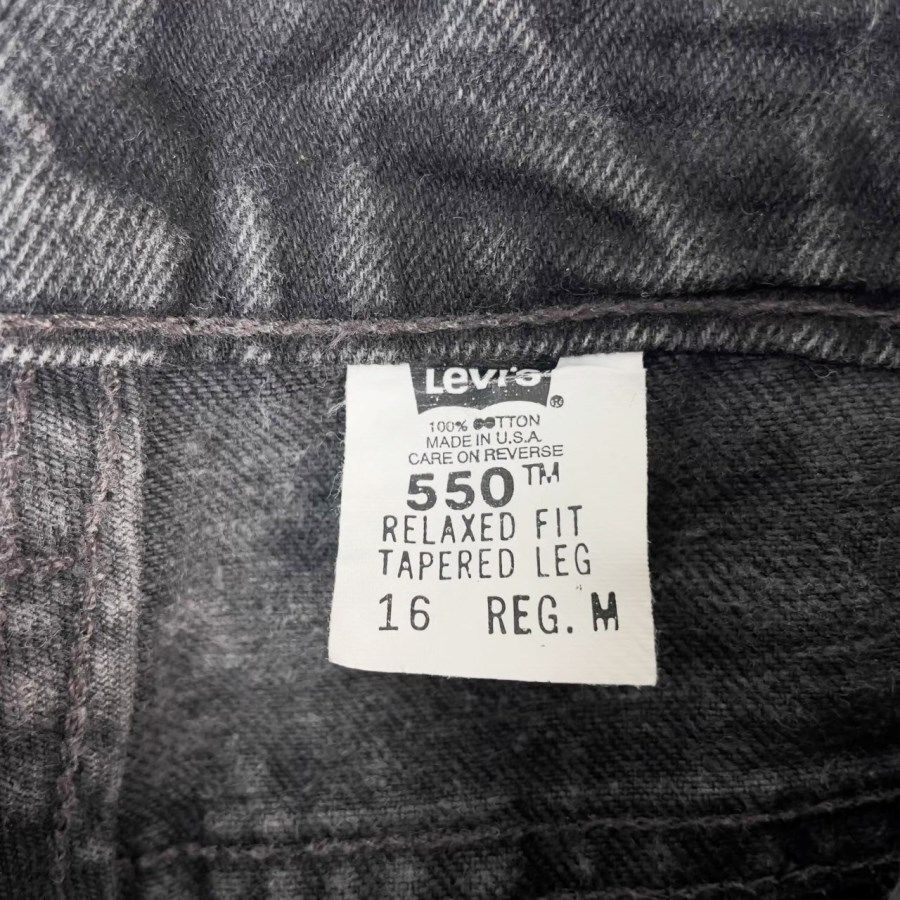 Levi's ®
100% COTTON
MADE IN U.S.A.
CARE ON REVERSE
550™
RELAXED FIT
TAPERED LEG
16 REG. M